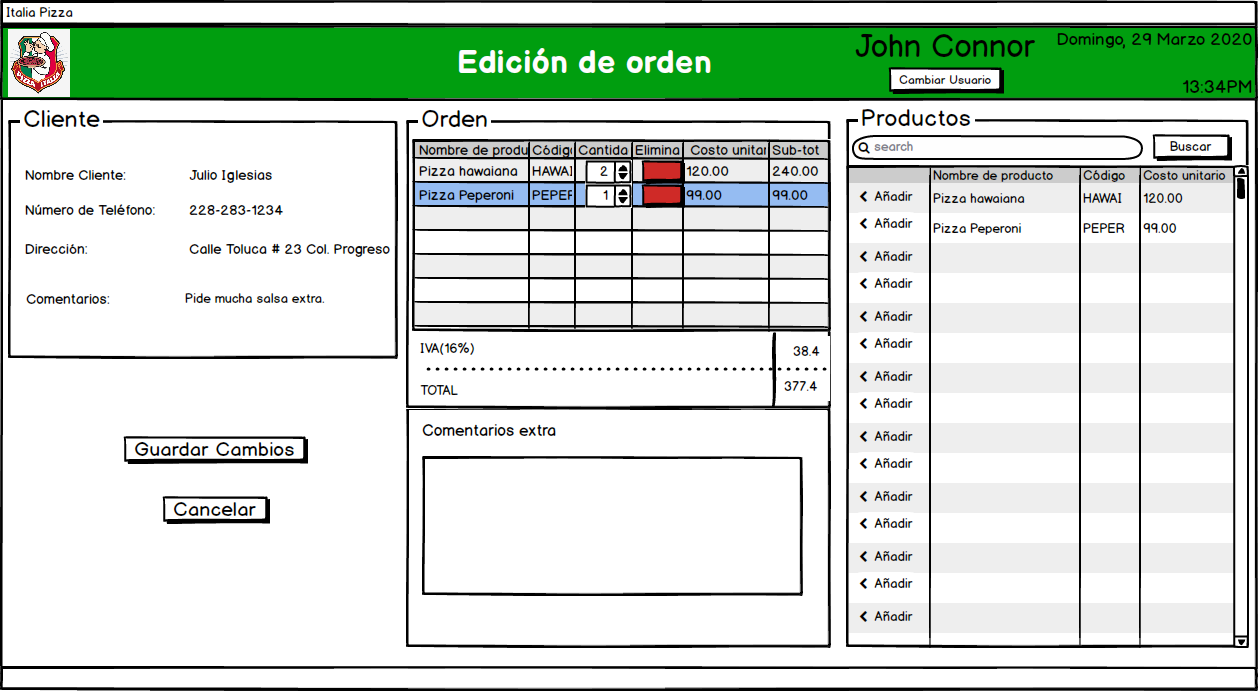 Italia Pizza
PIZZA ITALIA
Edición de orden
John Connor
Cambiar Usuario
Domingo, 29 Marzo 2020
13:34PM
Cliente
Nombre Cliente: Julio Iglesias
Número de Teléfono: 228-283-1234
Dirección: Calle Toluca # 23 Col. Progreso
Comentarios: Pide mucha salsa extra.
Guardar Cambios
Cancelar
Orden
Nombre de produ Códig Cantida Elimina Costo unitar Sub-tot
Pizza hawaiana HAWAI 2 120.00 240.00
Pizza Peperoni PEPER 1 99.00 99.00
IVA(16%) 38.4
TOTAL 377.4
Comentarios extra
Productos
search
Buscar
Nombre de producto Código Costo unitario
Añadir Pizza hawaiana HAWAI 120.00
Añadir Pizza Peperoni PEPER 99.00
Añadir
Añadir
Añadir
Añadir
Añadir
Añadir
Añadir
Añadir
Añadir
Añadir
Añadir
Añadir
Añadir